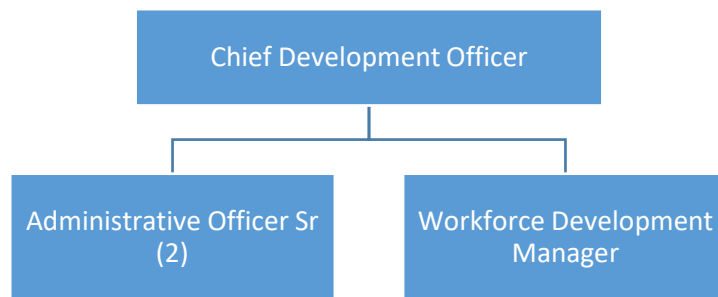 Chief Development Officer
Administrative Officer Sr
(2)
Workforce Development
Manager